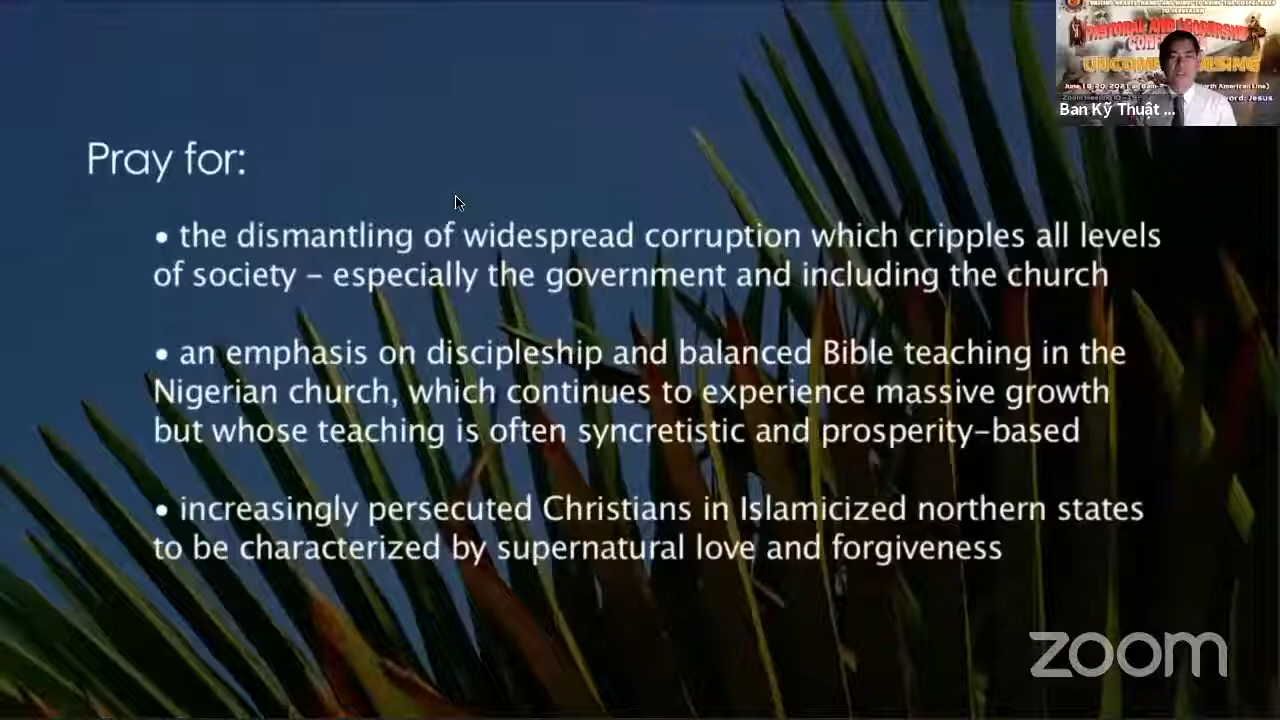 PASTORAL AND LEADERSHIP
Ban Kỹ Thuật ...
Pray for:
• the dismantling of widespread corruption which cripples all levels
of society – especially the government and including the church
• an emphasis on discipleship and balanced Bible teaching in the
Nigerian church, which continues to experience massive growth
but whose teaching is often syncretistic and prosperity-based
• increasingly persecuted Christians in Islamicized northern states
to be characterized by supernatural love and forgiveness
zoom